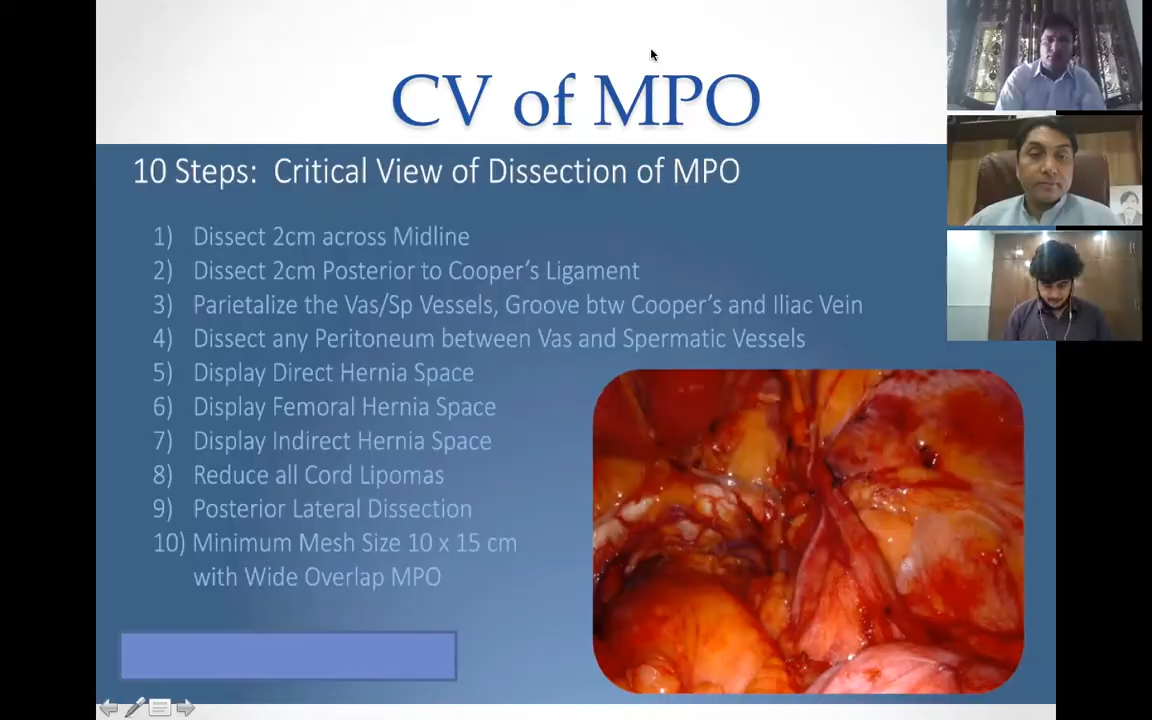 CV of MPO
10 Steps: Critical View of Dissection of MPO
1) Dissect 2cm across Midline
2) Dissect 2cm Posterior to Cooper's Ligament
3) Parietalize the Vas/Sp Vessels, Groove btw Cooper's and Iliac Vein
4) Dissect any Peritoneum between Vas and Spermatic Vessels
5) Display Direct Hernia Space
6) Display Femoral Hernia Space
7) Display Indirect Hernia Space
8) Reduce all Cord Lipomas
9) Posterior Lateral Dissection
10) Minimum Mesh Size 10 x 15 cm
with Wide Overlap MPO